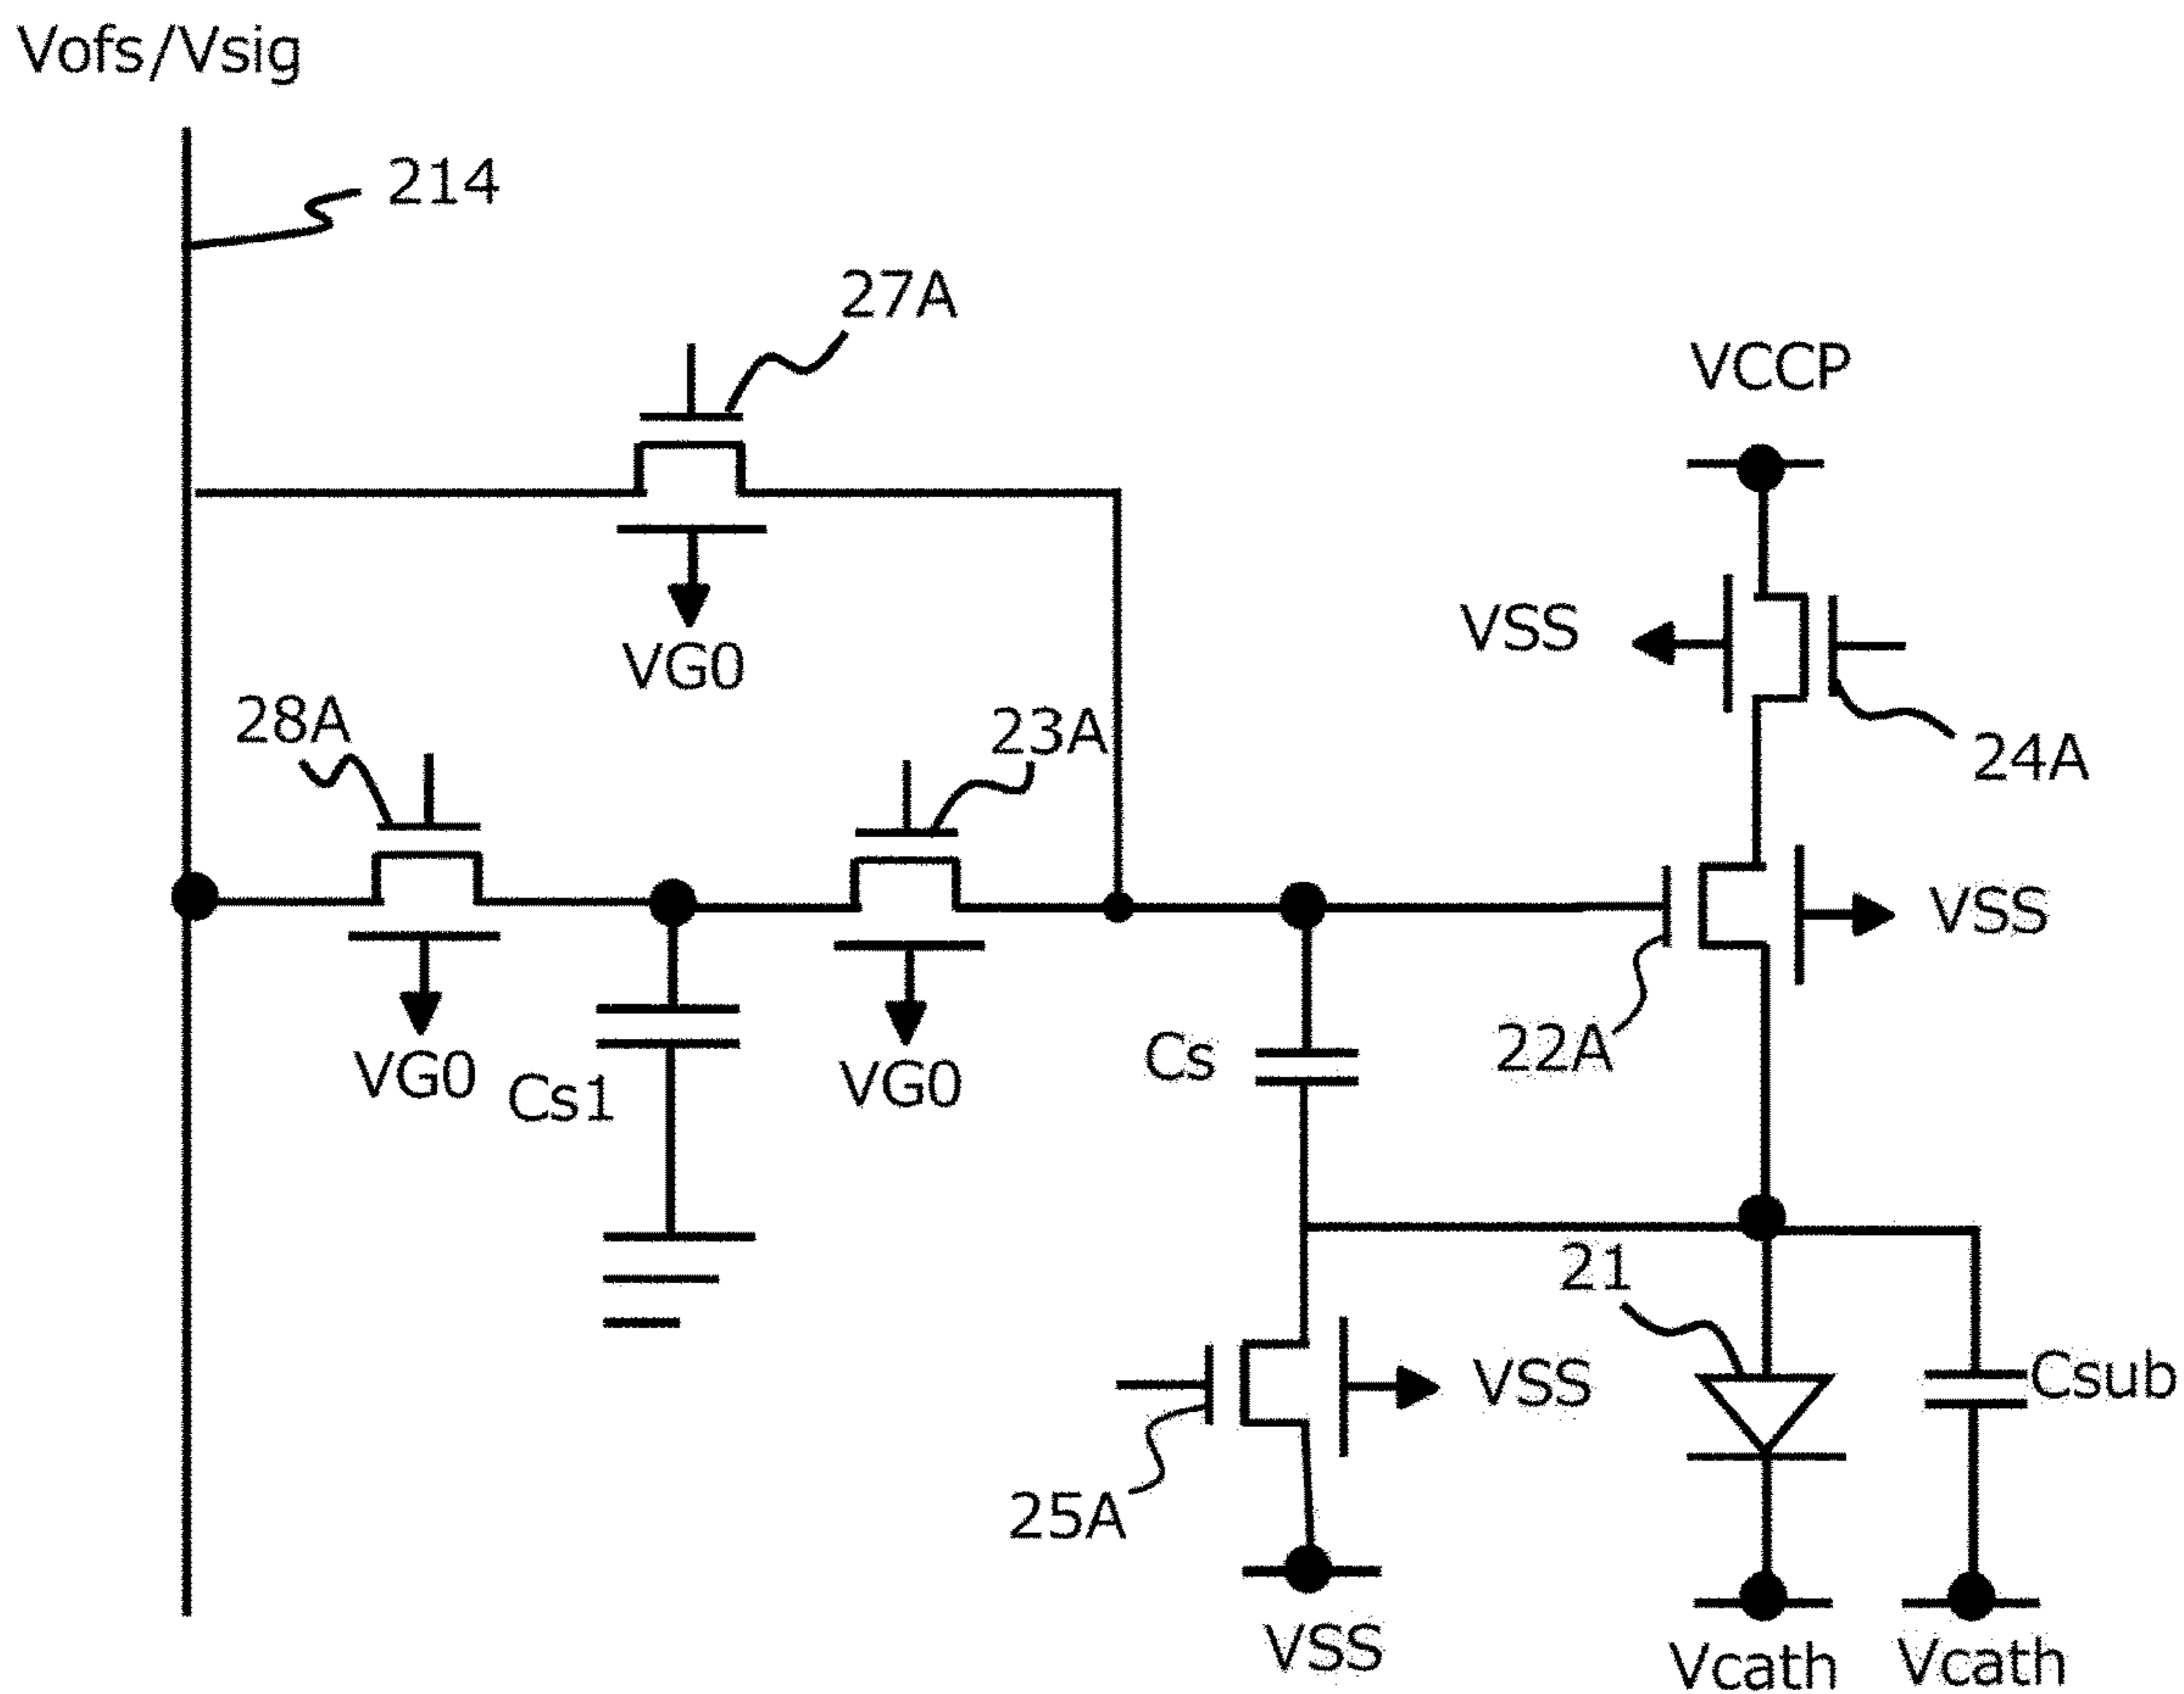 Vofs/Vsig
214
27A
VCCP
VG0
VSS
28A
23A
24A
VSS
VG0
Cs1
VG0
Cs
22A
21
VSS
Csub
25A
VSS
Vcath
Vcath